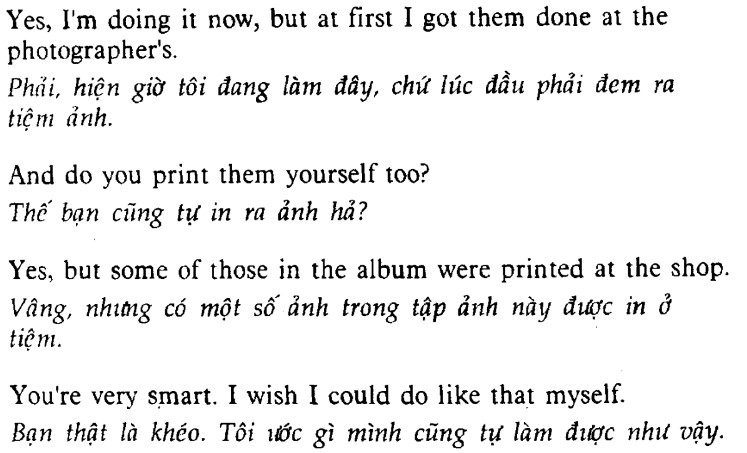 Yes, I'm doing it now, but at first I got them done at the
photographer's.
Phải, hiện giờ tôi đang làm đây, chứ lúc đầu phải đem ra
tiệm ảnh.
And do you print them yourself too?
Thế bạn cũng tự in ra ảnh hả?
Yes, but some of those in the album were printed at the shop.
Vâng, nhưng có một số ảnh trong tập ảnh này được in ở
tiệm.
You're very smart. I wish I could do like that myself.
Bạn thật là khéo. Tôi ước gì mình cũng tự làm được như vậy.